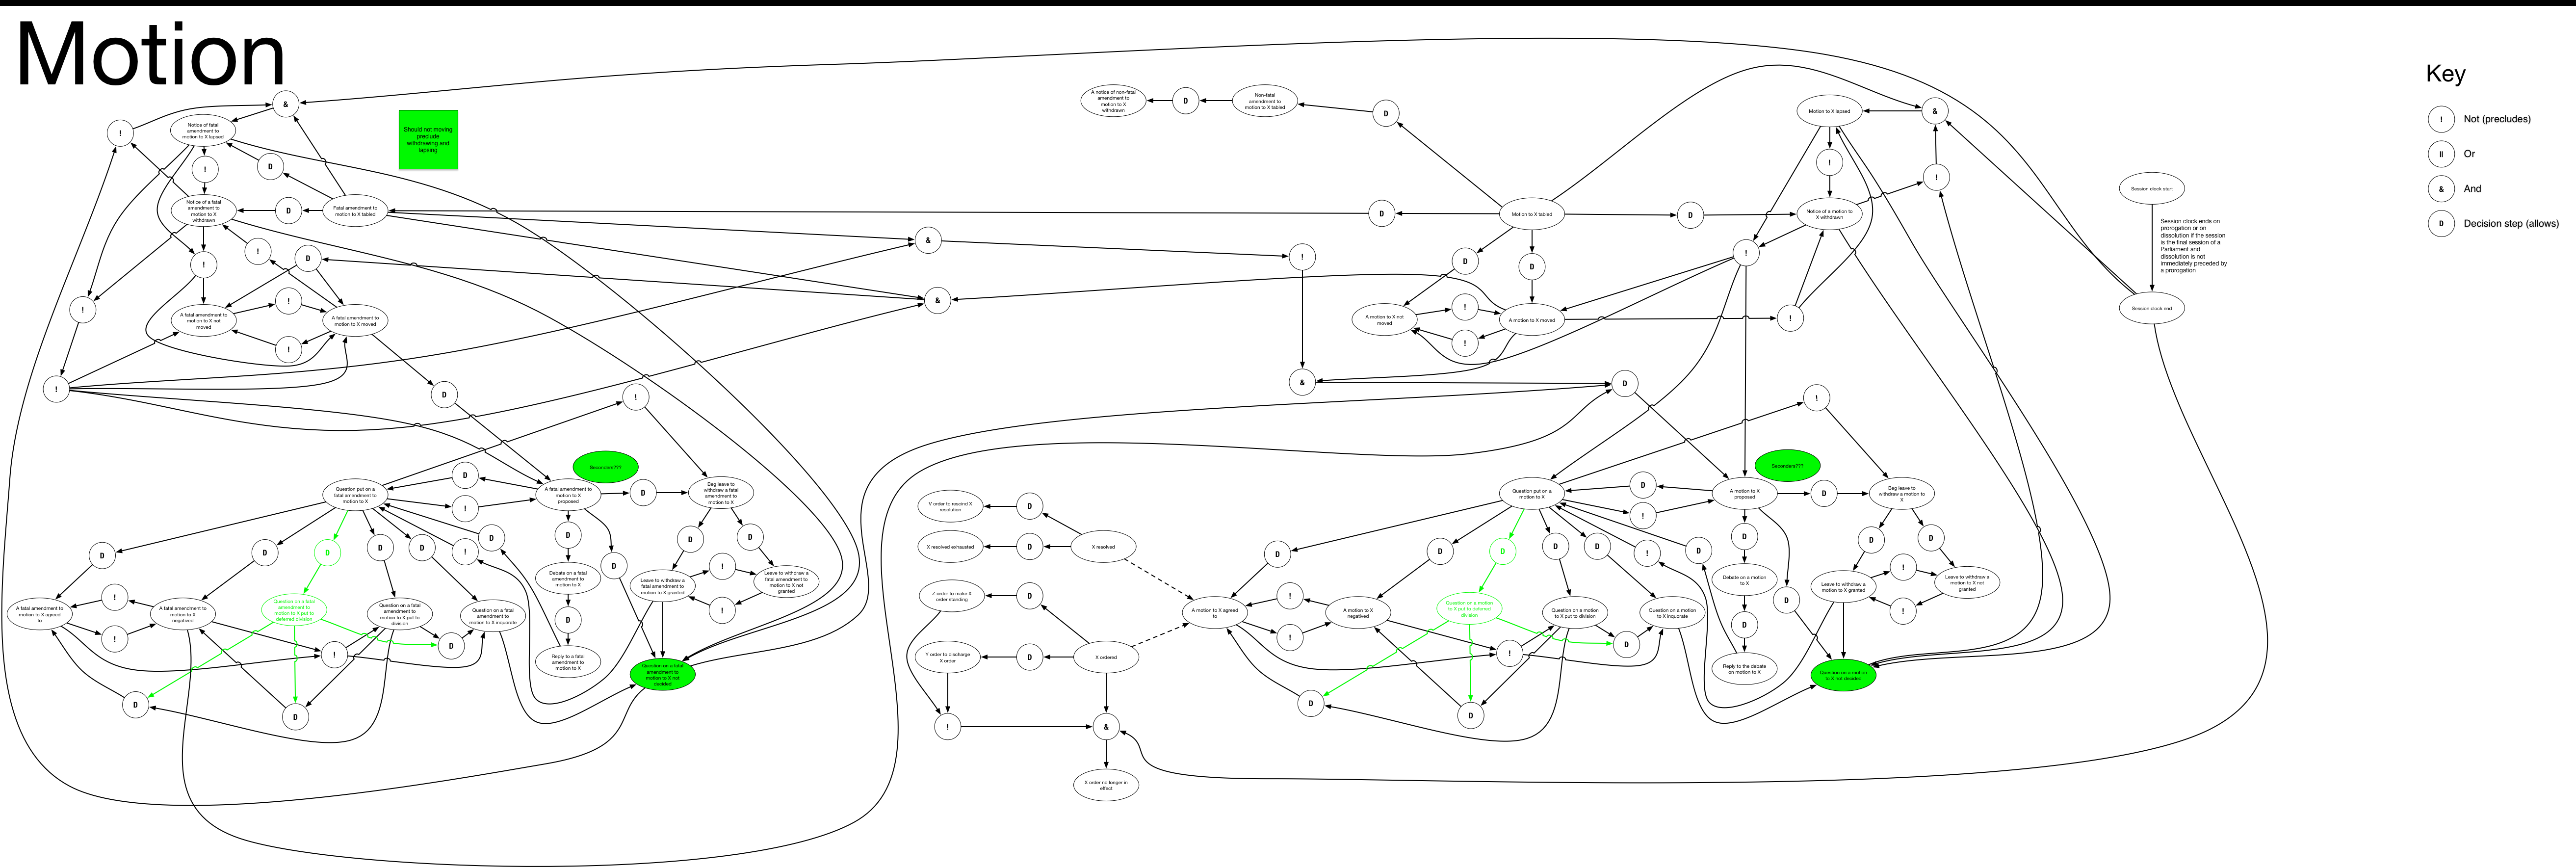 Motion
Key
!
Not (precludes)
II
Or
&
And
D
Decision step (allows)
Should not moving
preclude
withdrawing and
lapsing
&
!
Notice of fatal
amendment to
motion to X lapsed
!
D
Notice of a fatal
amendment to
motion to X
withdrawn
D
Fatal amendment to
motion to X tabled
!
!
D
!
A fatal amendment to
motion to X not
moved
!
!
A fatal amendment to
motion to X moved
!
D
&
&
!
&
A notice of non-fatal
amendment to
motion to X
withdrawn
D
Non-fatal
amendment to
motion to X tabled
D
D
Motion to X tabled
D
D
D
A motion to X not
moved
!
!
A motion to X moved
Motion to X lapsed
!
&
!
Notice of a motion to
X withdrawn
!
!
Session clock start
Session clock ends on
prorogation or on
dissolution if the session
is the final session of a
Parliament and
dissolution is not
immediately preceded by
a prorogation
Session clock end
D
!
Seconders???
Question put on a
fatal amendment to
motion to X
D
!
A fatal amendment to
motion to X
proposed
D
Beg leave to
withdraw a fatal
amendment to
motion to X
D
D
D
D
D
!
D
D
D
D
D
Debate on a fatal
amendment to
motion to X
D
Reply to a fatal
amendment to
motion to X
Leave to withdraw a
fatal amendment to
motion to X granted
!
!
Leave to withdraw a
fatal amendment to
motion to X not
granted
A fatal amendment to
motion to X agreed
to
!
!
A fatal amendment to
motion to X
negatived
Question on a fatal
amendment to
motion to X put to
deferred division
Question on a fatal
amendment to
motion to X put to
division
Question on a fatal
amendment to
motion to X inquorate
!
D
D
D
Question on a fatal
amendment to
motion to X not
decided
V order to rescind X
resolution
D
X resolved exhausted
D
X resolved
Z order to make X
order standing
D
Y order to discharge
X order
D
X ordered
!
&
X order no longer in
effect
!
Seconders???
Question put on a
motion to X
D
!
A motion to X
proposed
D
Beg leave to
withdraw a motion to
X
D
D
D
D
D
!
D
D
D
D
D
Debate on a motion
to X
D
Reply to the debate
on motion to X
Leave to withdraw a
motion to X granted
!
!
Leave to withdraw a
motion to X not
granted
A motion to X agreed
to
!
!
A motion to X
negatived
Question on a motion
to X put to deferred
division
Question on a motion
to X put to division
Question on a motion
to X inquorate
!
D
D
D
Question on a motion
to X not decided